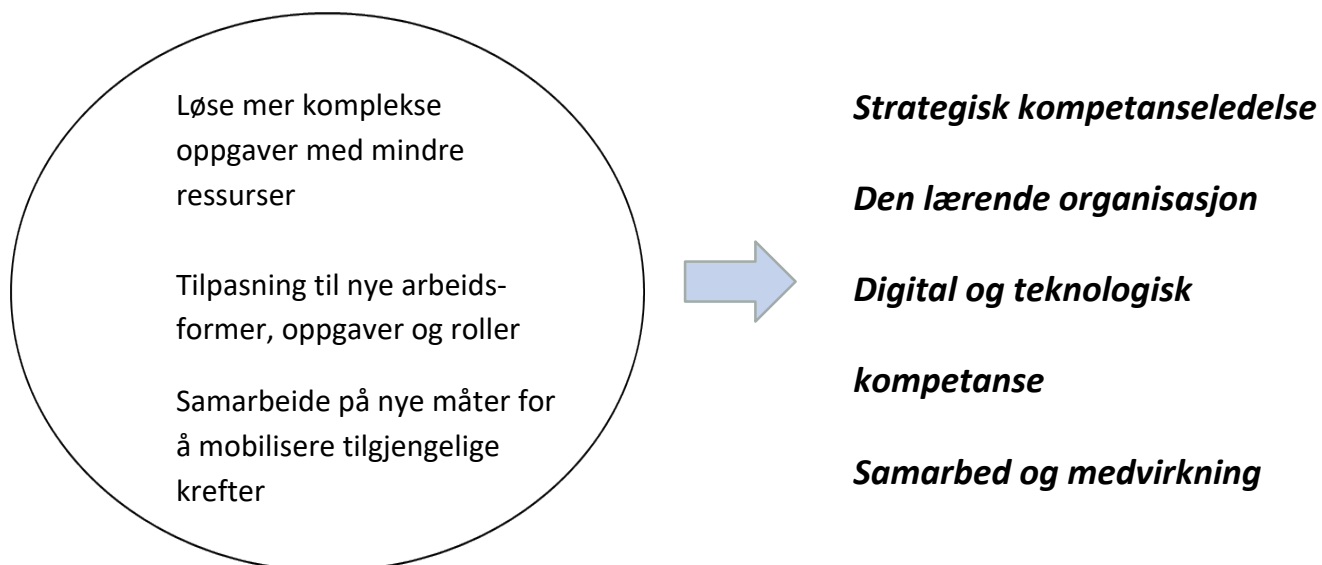 Løse mer komplekse
oppgaver med mindre
ressurser
Tilpasning til nye arbeids-
former, oppgaver og roller
Samarbeide på nye måter for
å mobilisere tilgjengelige
krefter
Strategisk kompetanseledelse
Den lærende organisasjon
Digital og teknologisk
kompetanse
Samarbed og medvirkning